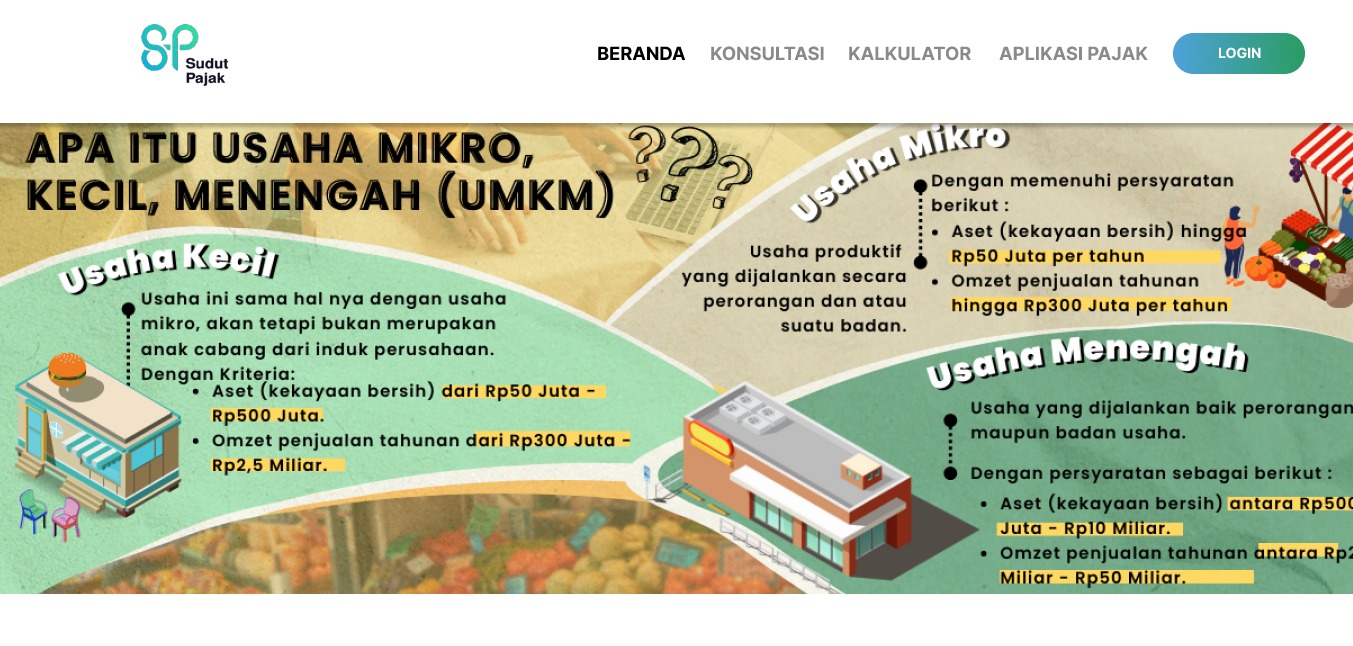 Sudut
Pajak
BERANDA
KONSULTASI
KALKULATOR
APLIKASI PAJAK
LOGIN
APA ITU USAHA MIKRO,
KECIL, MENENGAH (UMKM)
???
Usaha Mikro
Usaha produktif
yang dijalankan secara
perorangan dan atau
suatu badan.
Dengan memenuhi persyaratan
berikut :
• Aset (kekayaan bersih) hingga
Rp50 Juta per tahun
• Omzet penjualan tahunan
hingga Rp300 Juta per tahun
Usaha Kecil
Usaha ini sama hal nya dengan usaha
mikro, akan tetapi bukan merupakan
anak cabang dari induk perusahaan.
Dengan Kriteria:
• Aset (kekayaan bersih) dari Rp50 Juta -
Rp500 Juta.
• Omzet penjualan tahunan dari Rp300 Juta -
Rp2,5 Miliar.
Usaha Menengah
Usaha yang dijalankan baik perorangan
maupun badan usaha.
Dengan persyaratan sebagai berikut :
• Aset (kekayaan bersih) antara Rp500
Juta - Rp10 Miliar.
• Omzet penjualan tahunan antara Rp2
Miliar - Rp50 Miliar.